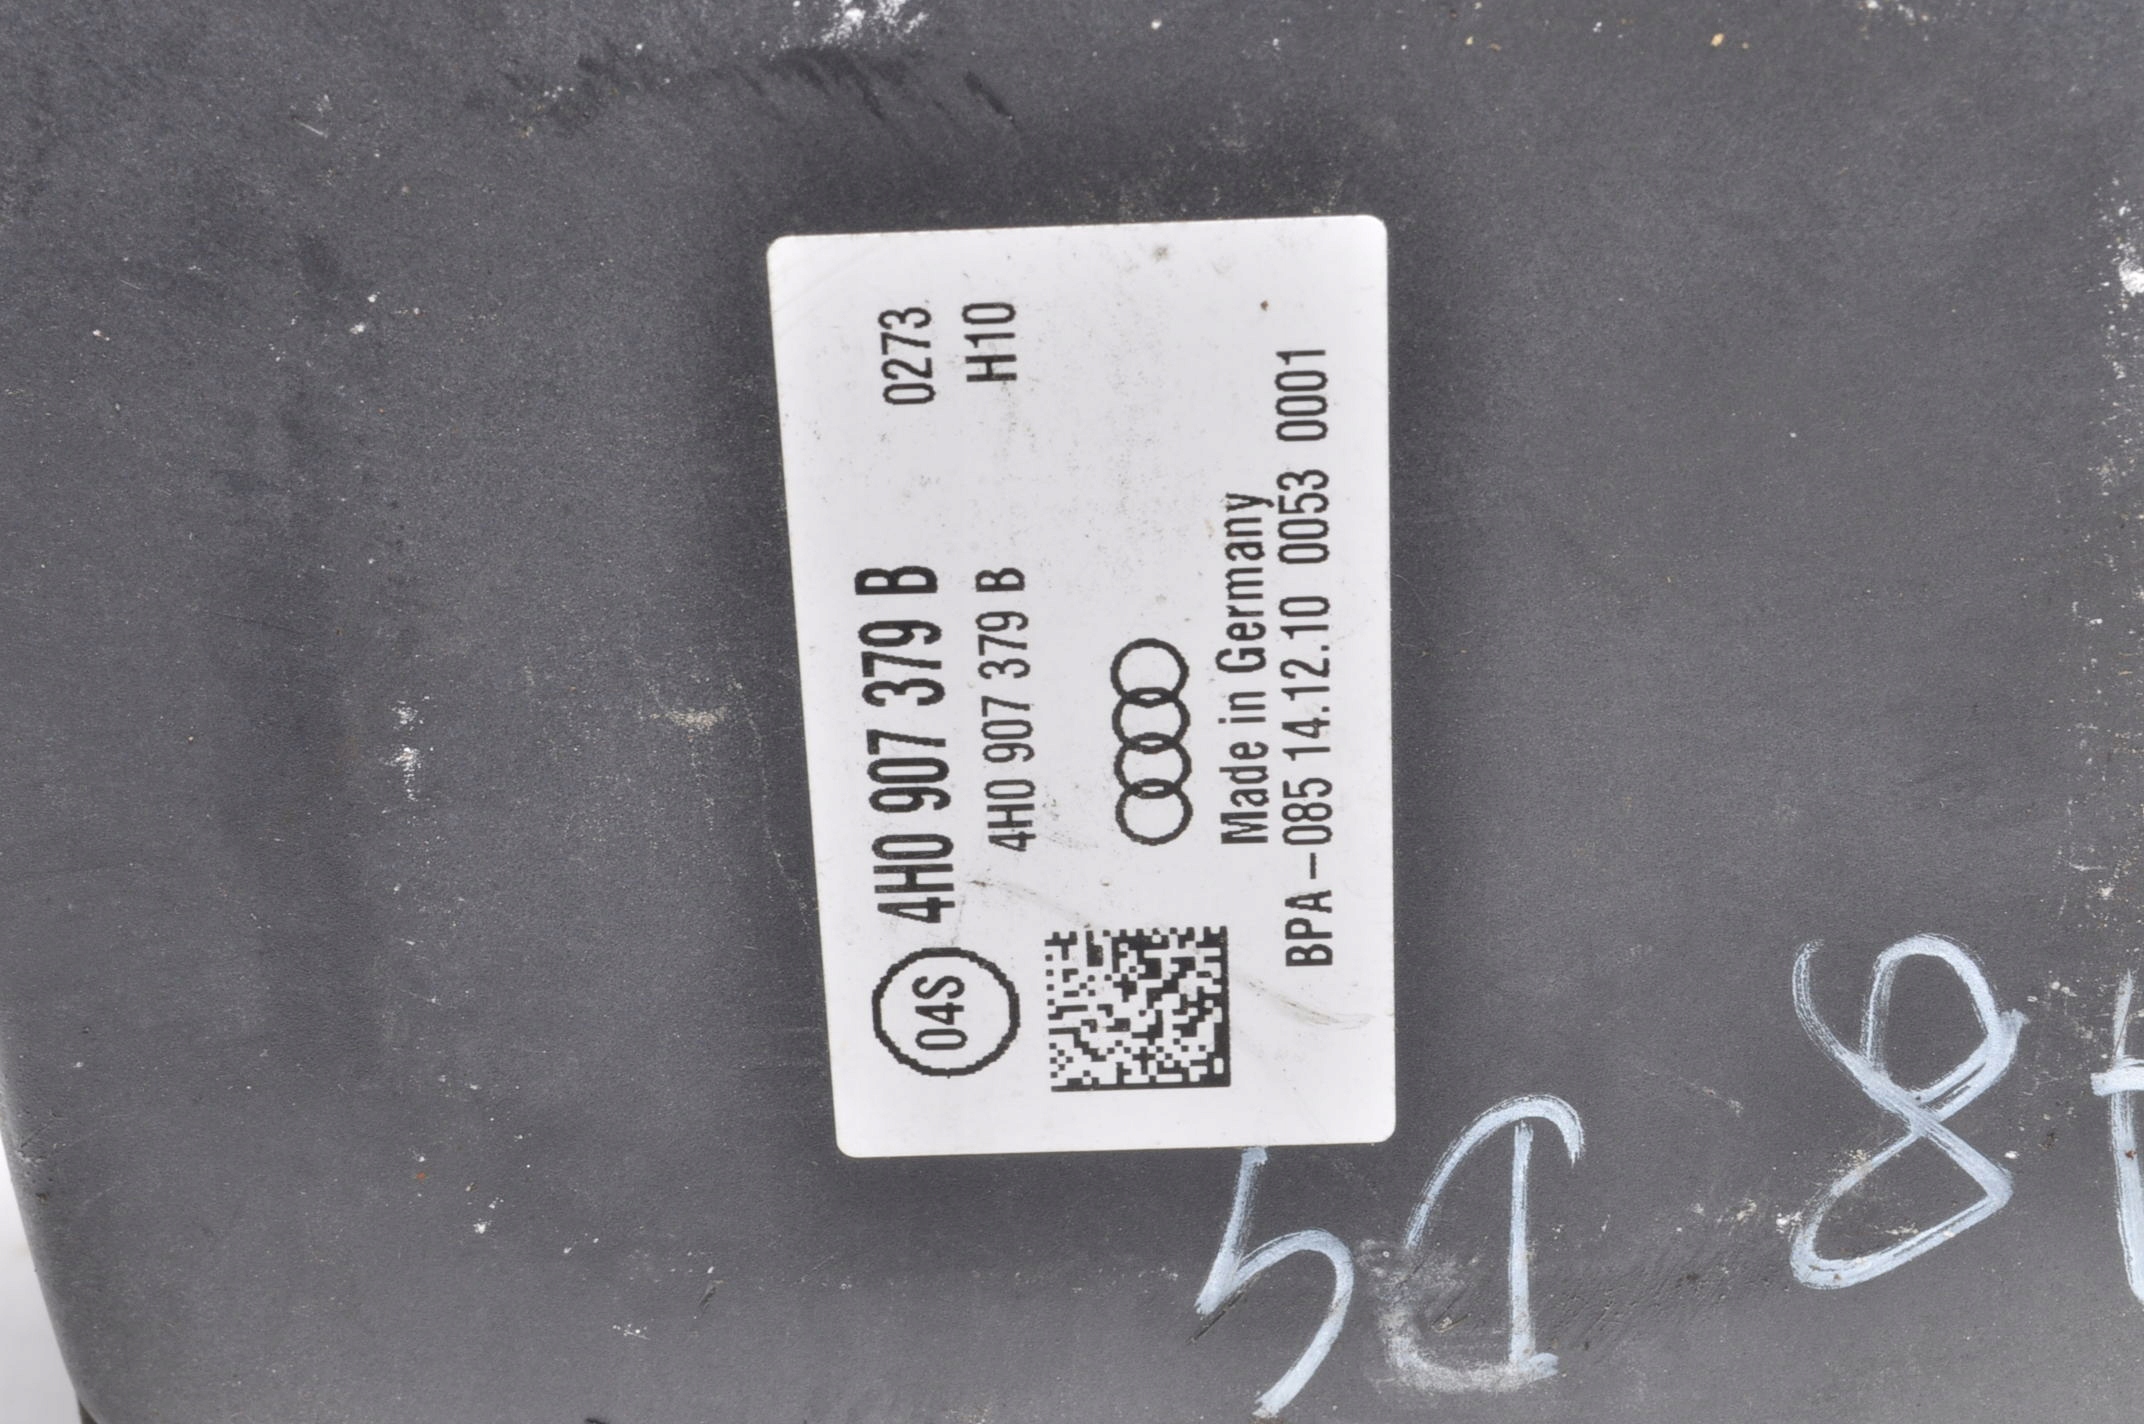 04S 4H0 907 379 B 0273
4H0 907 379 B H10
Made in Germany
BPA-085 14.12.10 0053 0001